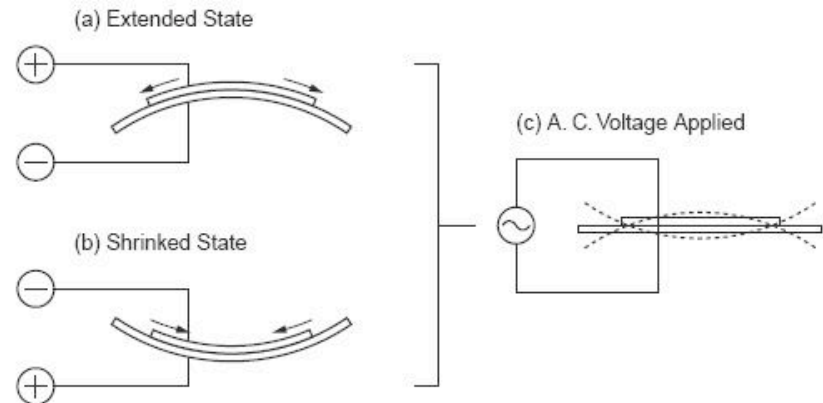 (a) Extended State
+
−
(c) A. C. Voltage Applied
(b) Shrinked State
−
+